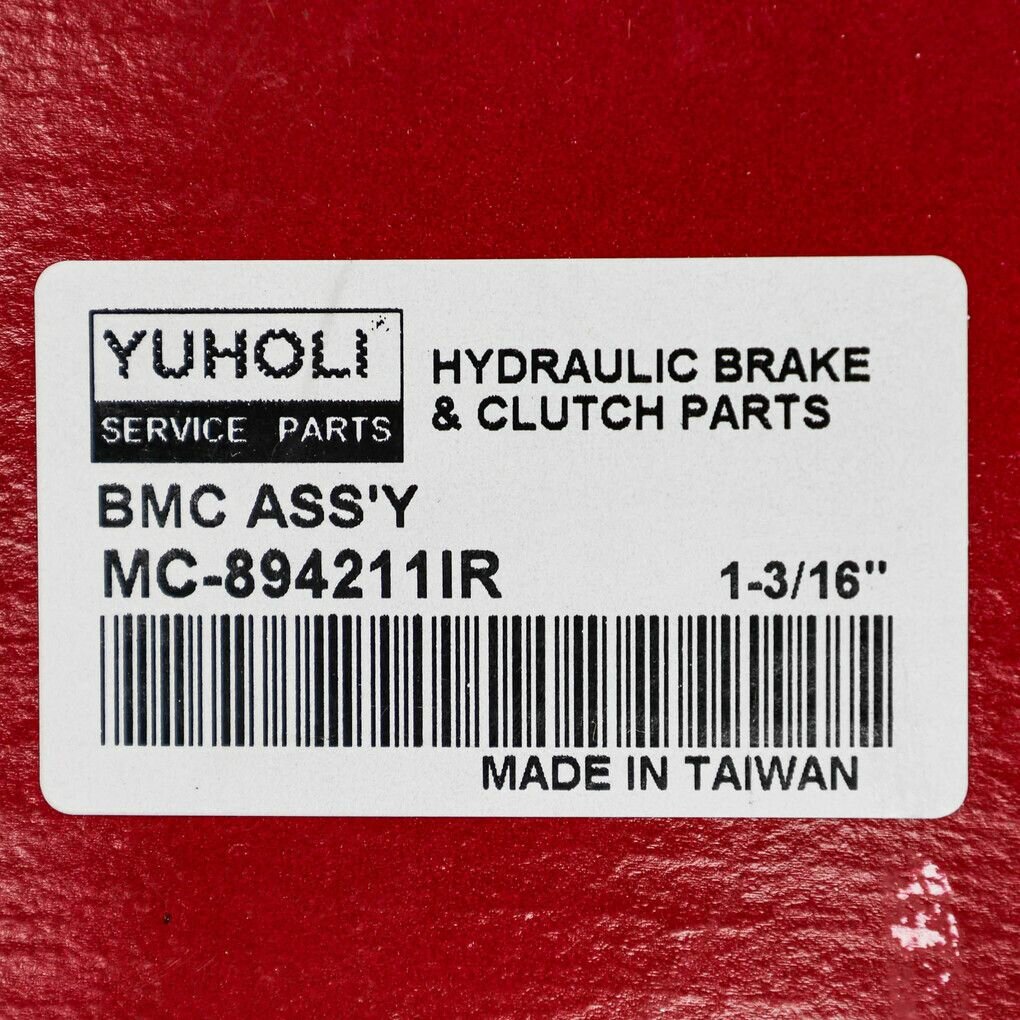 YUHOLI
SERVICE PARTS
HYDRAULIC BRAKE
& CLUTCH PARTS
BMC ASS'Y
MC-894211IR
1-3/16"
MADE IN TAIWAN